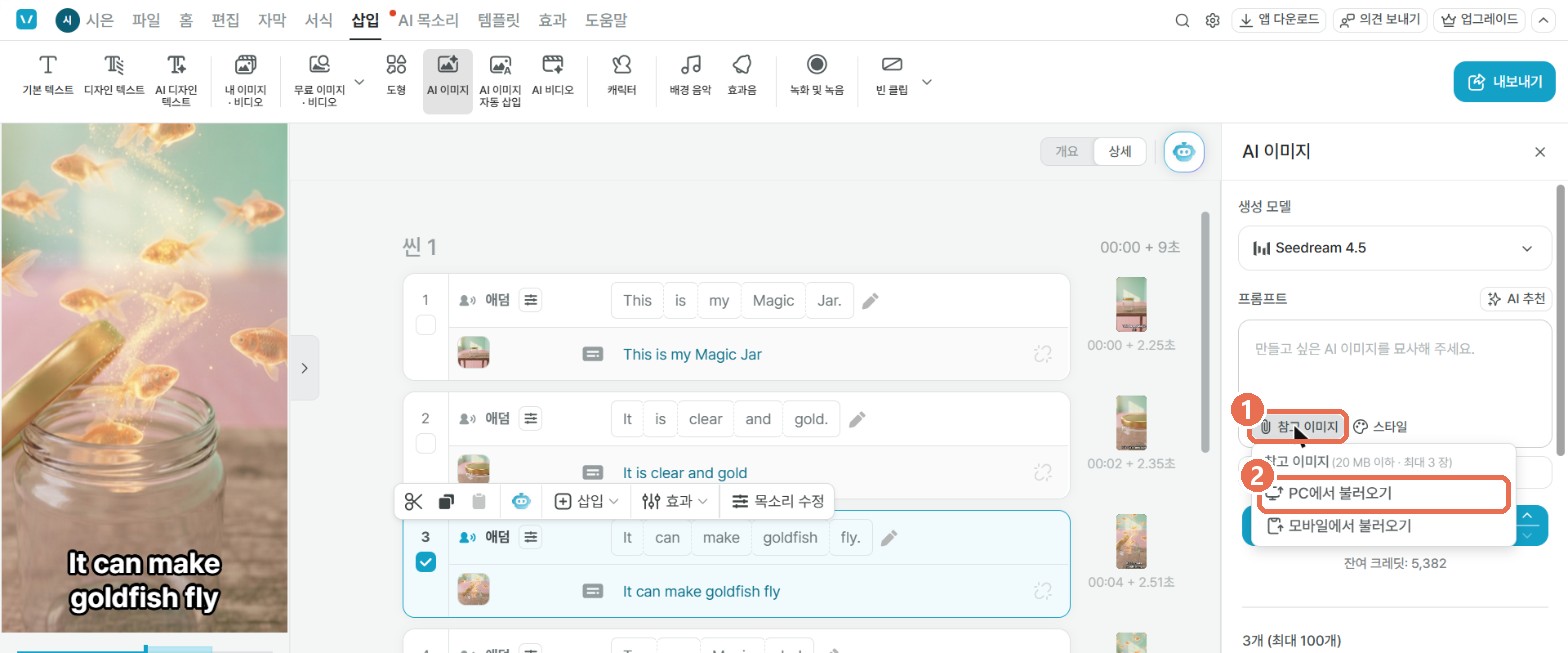 시 시은 파일 홈 편집 자막 서식 삽입 AI 목소리 템플릿 효과 도움말
앱 다운로드 의견 보내기 업그레이드
기본 텍스트 디자인 텍스트 AI 디자인 텍스트 내 이미지 · 비디오 무료 이미지 · 비디오 도형 AI 이미지 AI 이미지 자동 삽입 AI 비디오 캐릭터 배경 음악 효과음 녹화 및 녹음 빈 클립
내보내기
개요 상세
AI 이미지
생성 모델
Seedream 4.5
프롬프트 AI 추천
만들고 싶은 AI 이미지를 묘사해 주세요.
1
참고 이미지 스타일
참고 이미지 (20 MB 이하 · 최대 3 장)
2
PC에서 불러오기
모바일에서 불러오기
잔여 크레딧: 5,382
3개 (최대 100개)
씬 1 00:00 + 9초
1 애덤 This is my Magic Jar.
This is my Magic Jar
00:00 + 2.25초
2 애덤 It is clear and gold.
It is clear and gold
00:02 + 2.35초
삽입 효과 목소리 수정
3 애덤 It can make goldfish fly.
It can make goldfish fly
00:04 + 2.51초
It can make
goldfish fly